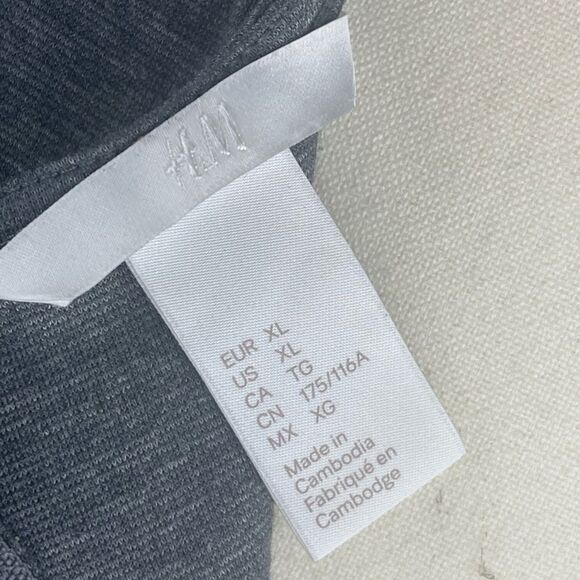 H&M
EUR XL
US XL
CA TG
CN 175/116A
MX XG
Made in
Cambodia
Fabriqué en
Cambodge